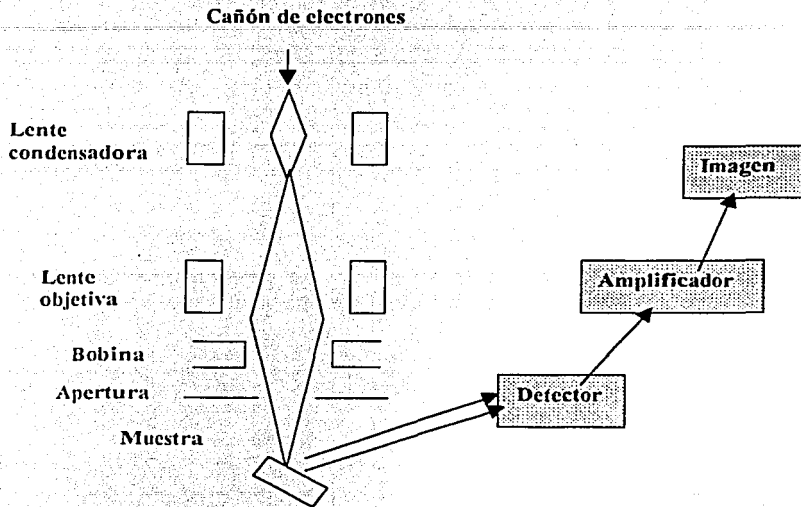 Cañón de electrones
Lente
condensadora
Imagen
Lente
objetiva
Amplificador
Bobina
Apertura
Detector
Muestra